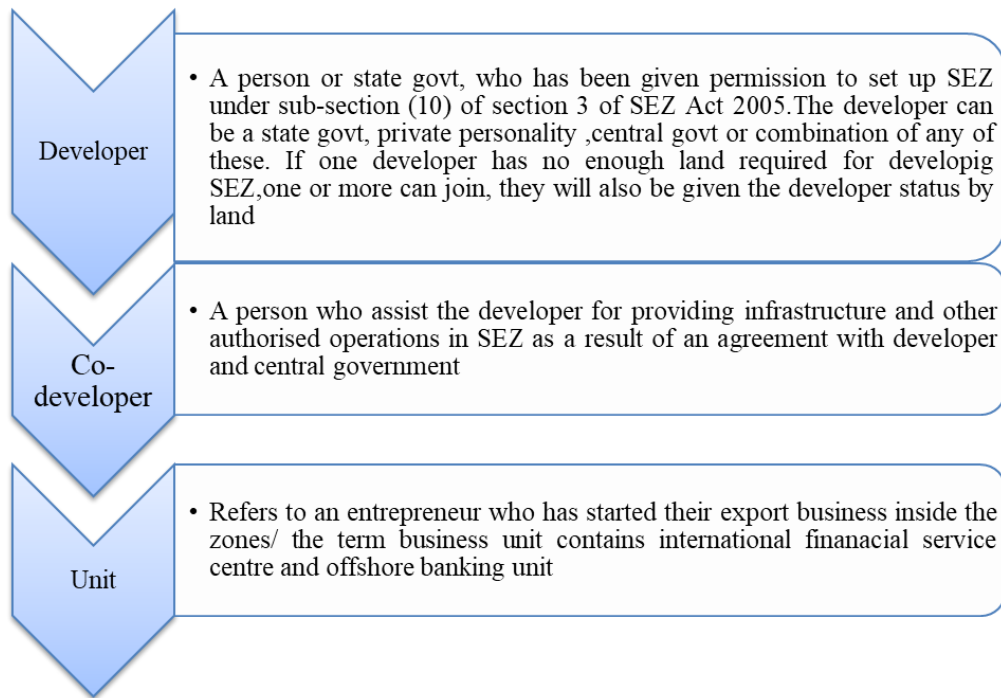 Developer
• A person or state govt, who has been given permission to set up SEZ
under sub-section (10) of section 3 of SEZ Act 2005.The developer can
be a state govt, private personality ,central govt or combination of any of
these. If one developer has no enough land required for developig
SEZ,one or more can join, they will also be given the developer status by
land
Co-
developer
• A person who assist the developer for providing infrastructure and other
authorised operations in SEZ as a result of an agreement with developer
and central government
Unit
• Refers to an entrepreneur who has started their export business inside the
zones/ the term business unit contains international finanacial service
centre and offshore banking unit